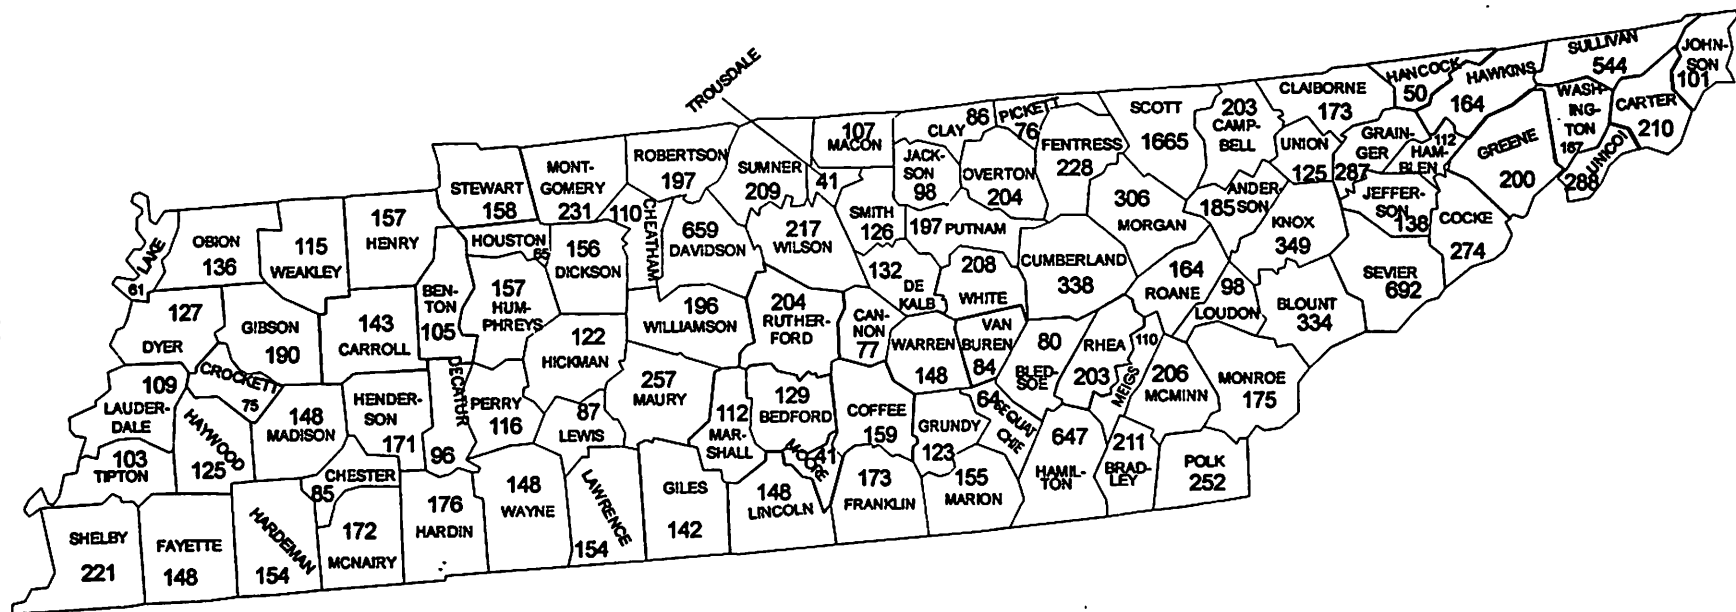 TROUSDALE
LAKE
61
OBION
136
115
WEAKLEY
157
HENRY
STEWART
158
MONT-
GOMERY
231
ROBERTSON
197
110
CHEATHAM
SUMNER
209
41
107
MACON
CLAY
86
PICKETT
76
JACK-
SON
98
OVERTON
204
FENTRESS
228
SCOTT
1665
203
CAMP-
BELL
CLAIBORNE
173
HANCOCK
50
HAWKINS
164
SULLIVAN
544
JOHN-
SON
101
WASH-
ING-
TON
167
CARTER
210
UNICOI
288
GREENE
200
112
HAM-
BLEN
GRAIN-
GER
287
UNION
125
JEFFER-
SON
138
COCKE
274
SEVIER
692
KNOX
349
ANDER-
SON
185
306
MORGAN
164
ROANE
98
LOUDON
BLOUNT
334
CUMBERLAND
338
197 PUTNAM
SMITH
126
132
DE
KALB
208
WHITE
217
WILSON
659
DAVIDSON
156
DICKSON
HOUSTON
65
157
HUM-
PHREYS
BEN-
TON
105
143
CARROLL
GIBSON
190
127
DYER
CROCKETT
75
109
LAUDER-
DALE
HAYWOOD
125
148
MADISON
HENDER-
SON
171
DECATUR
96
PERRY
116
122
HICKMAN
87
LEWIS
196
WILLIAMSON
257
MAURY
204
RUTHER-
FORD
CAN-
NON
77
WARREN
148
VAN
BUREN
84
80
BLED-
SOE
RHEA
203
110
MEIGS
206
MCMINN
MONROE
175
POLK
252
211
BRAD-
LEY
647
HAMIL-
TON
64
SEQUAT
CHIE
GRUNDY
123
155
MARION
COFFEE
159
173
FRANKLIN
129
BEDFORD
MOORE
41
112
MAR-
SHALL
148
LINCOLN
GILES
142
LAWRENCE
154
148
WAYNE
176
HARDIN
CHESTER
85
172
MCNAIRY
HARDEMAN
154
FAYETTE
148
SHELBY
221
103
TIPTON